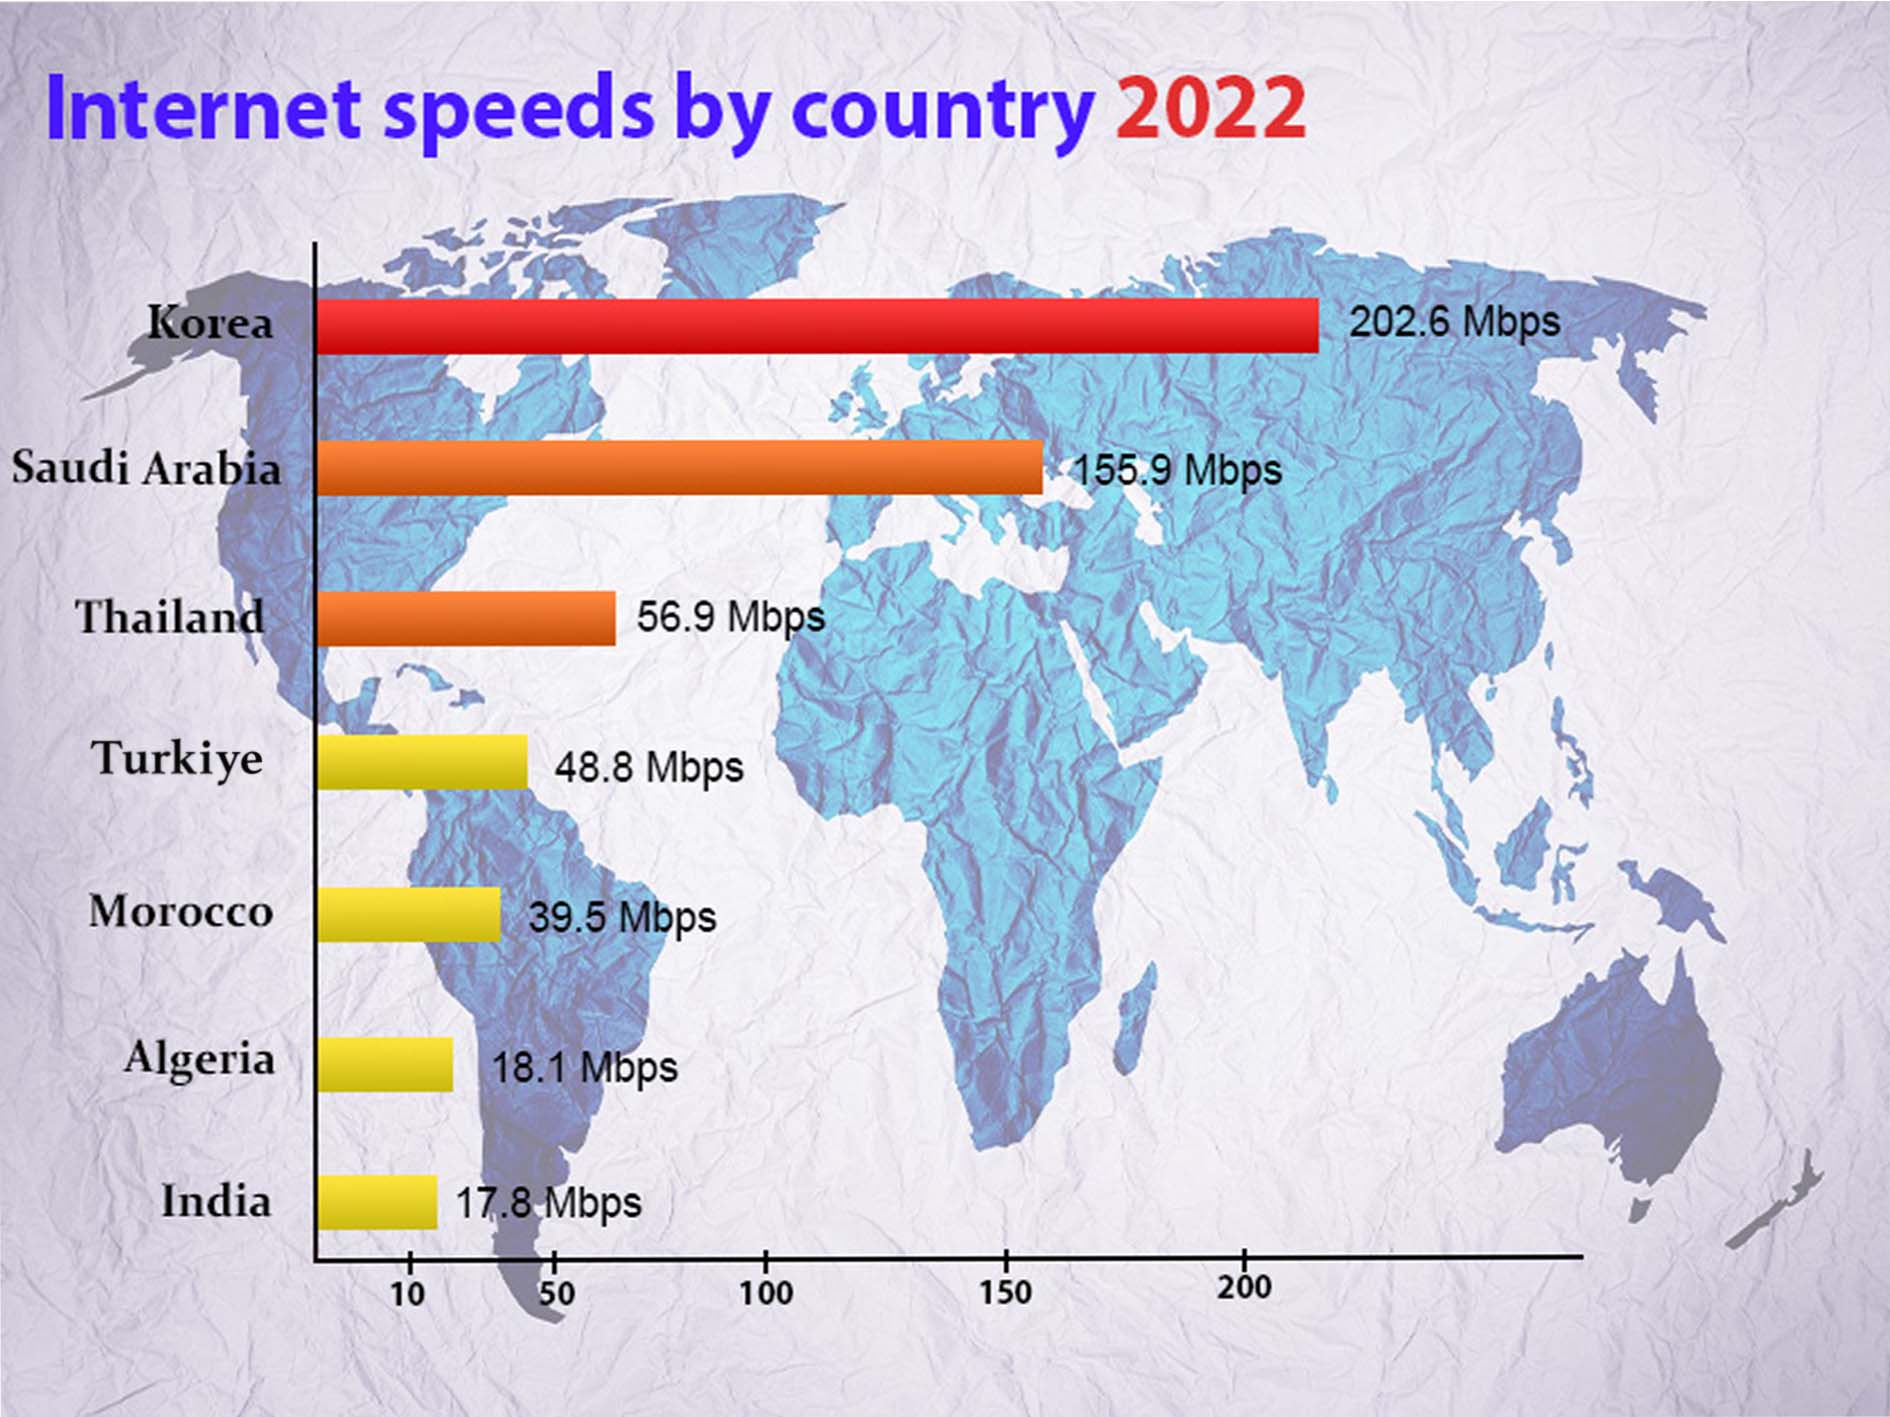 Internet speeds by country 2022
Korea 202.6 Mbps
Saudi Arabia 155.9 Mbps
Thailand 56.9 Mbps
Turkiye 48.8 Mbps
Morocco 39.5 Mbps
Algeria 18.1 Mbps
India 17.8 Mbps
10 50 100 150 200